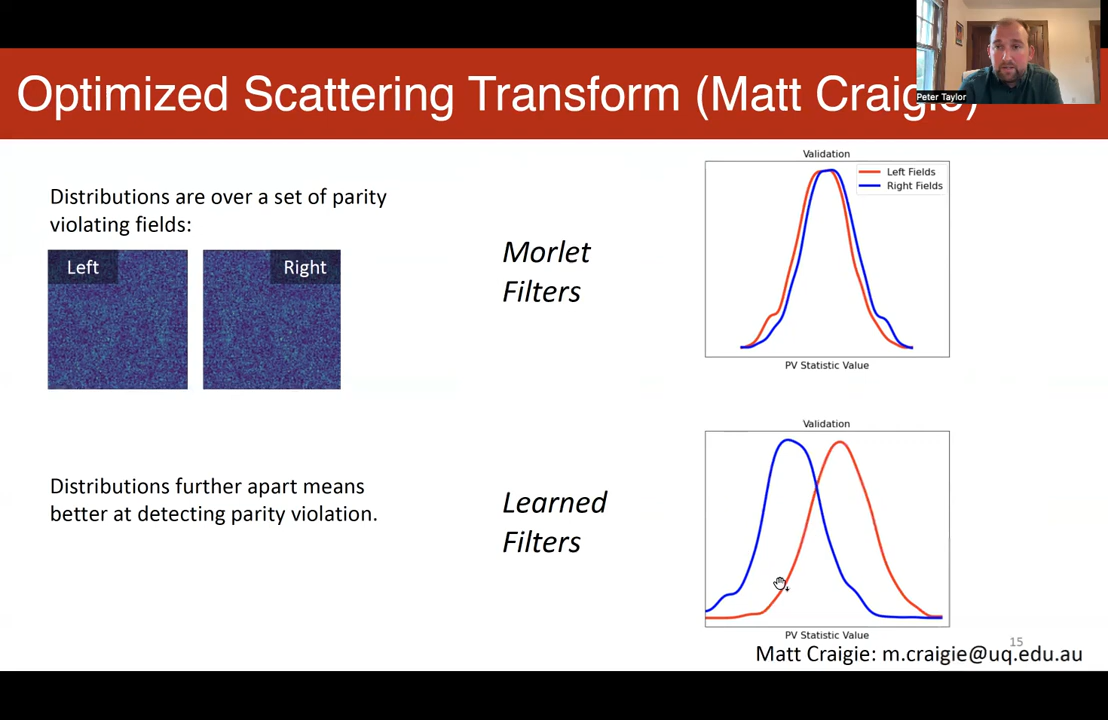 Optimized Scattering Transform (Matt Craigie)
Peter Taylor
Distributions are over a set of parity
violating fields:
Left
Right
Morlet
Filters
Validation
Left Fields
Right Fields
PV Statistic Value
Distributions further apart means
better at detecting parity violation.
Learned
Filters
Validation
PV Statistic Value
15
Matt Craigie: m.craigie@uq.edu.au